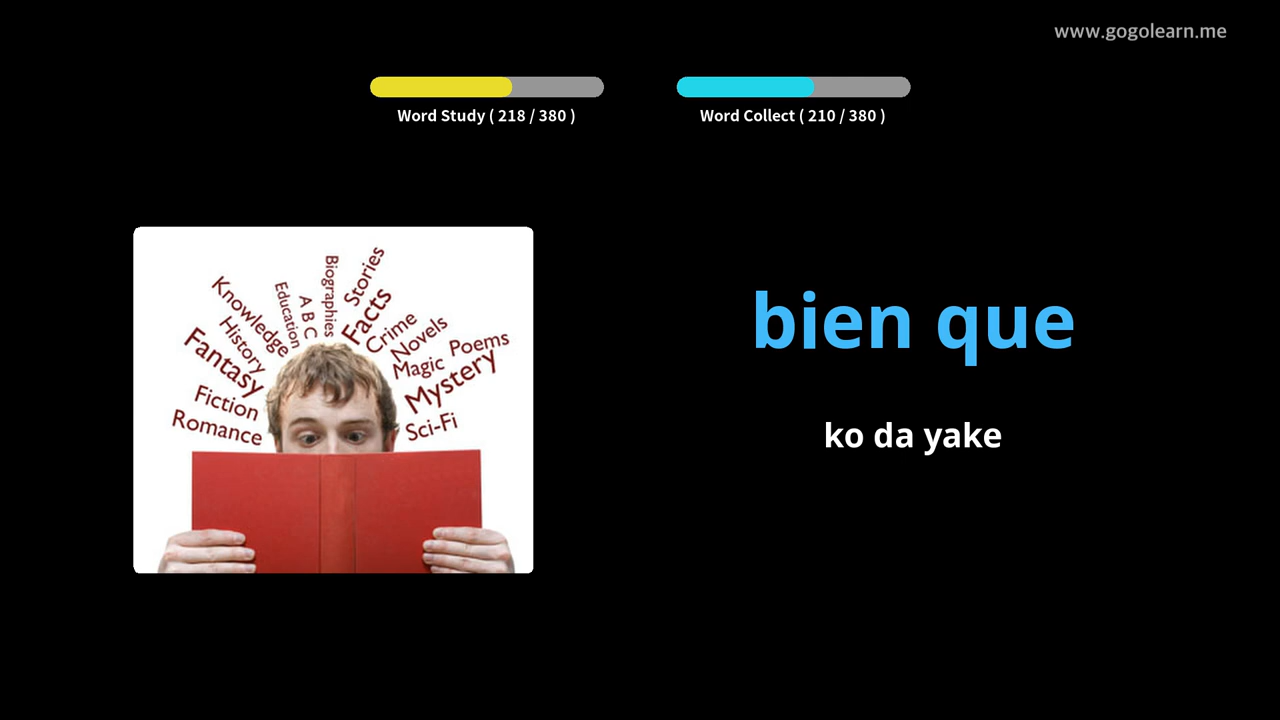 www.gogolearn.me
Word Study ( 218 / 380 )
Word Collect ( 210 / 380 )
Knowledge
History
Fantasy
Fiction
Romance
Education
A B C
Biographies
Stories
Facts
Crime
Novels
Magic
Poems
Mystery
Sci-Fi
bien que
ko da yake